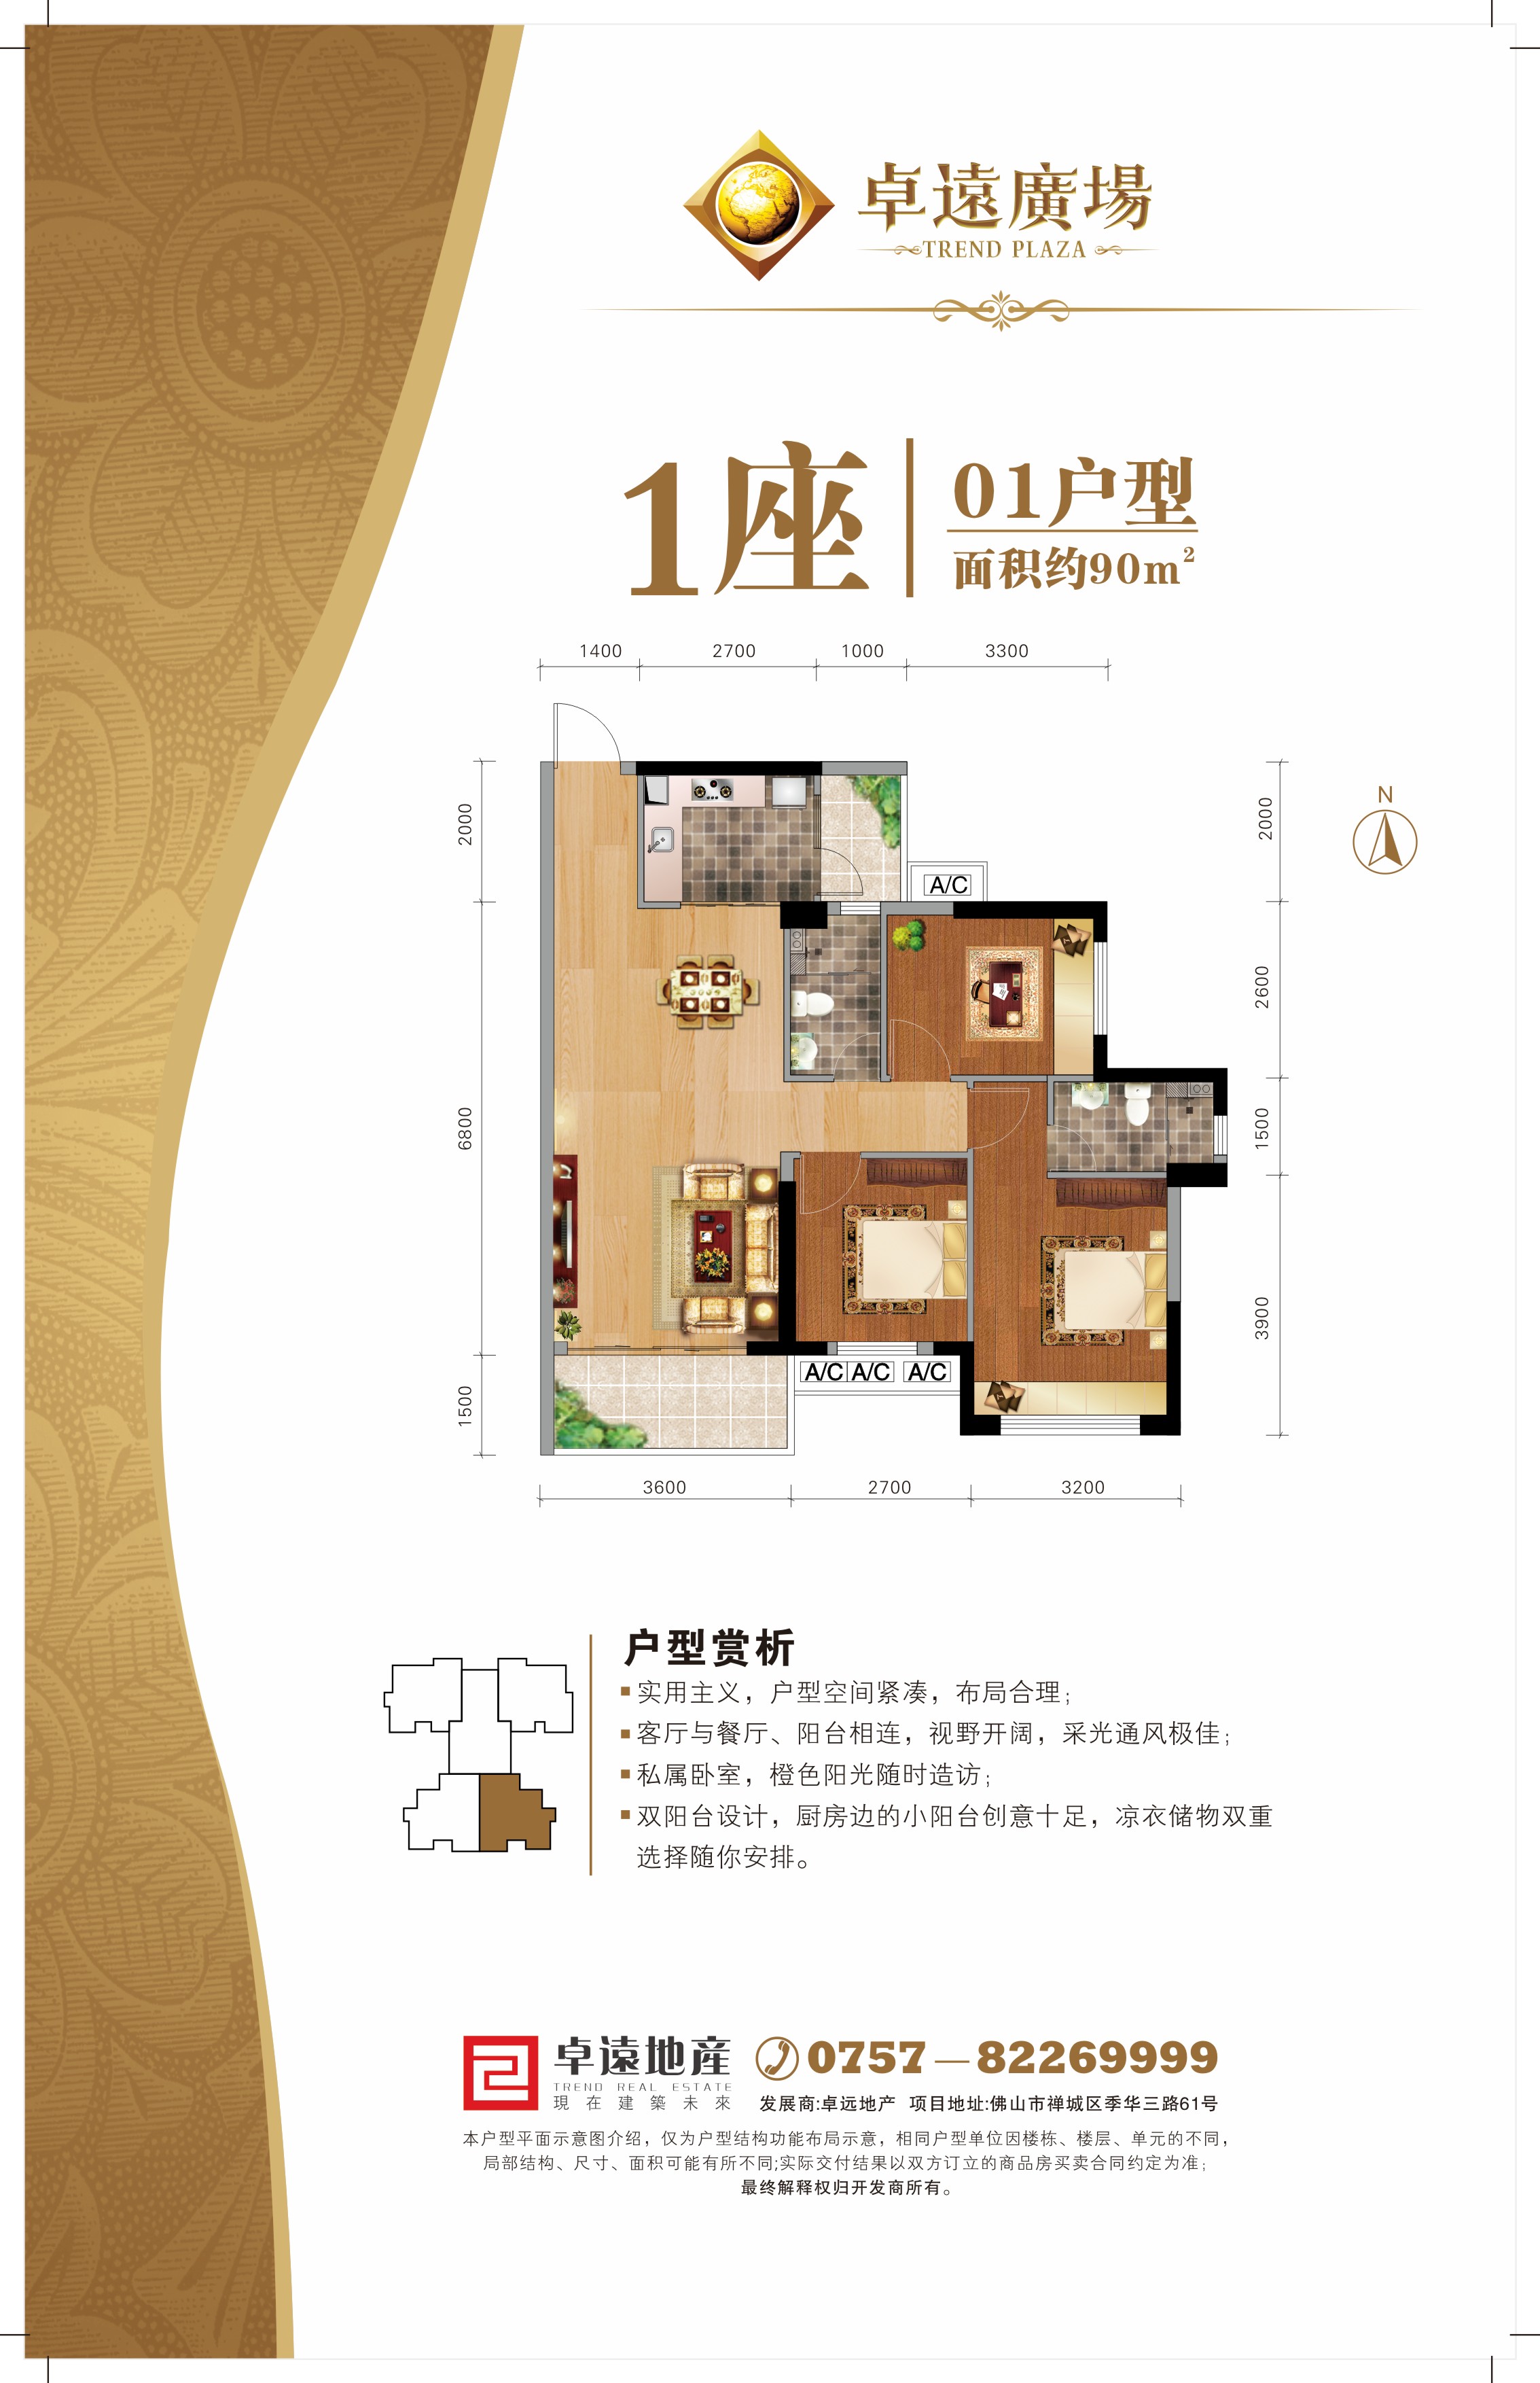 卓遠廣場
TREND PLAZA
1座
01户型
面积约90m²
1400 2700 1000 3300
N
2000
6800
1500
2000
2600
1500
3900
A/C
A/C A/C A/C
3600 2700 3200
户型赏析
实用主义，户型空间紧凑，布局合理；
客厅与餐厅、阳台相连，视野开阔，采光通风极佳；
私属卧室，橙色阳光随时造访；
双阳台设计，厨房边的小阳台创意十足，凉衣储物双重
选择随你安排。
卓遠地産
TREND REAL ESTATE
現在建築未來
0757—82269999
发展商:卓远地产 项目地址:佛山市禅城区季华三路61号
本户型平面示意图介绍，仅为户型结构功能布局示意，相同户型单位因楼栋、楼层、单元的不同，
局部结构、尺寸、面积可能有所不同;实际交付结果以双方订立的商品房买卖合同约定为准；
最终解释权归开发商所有。